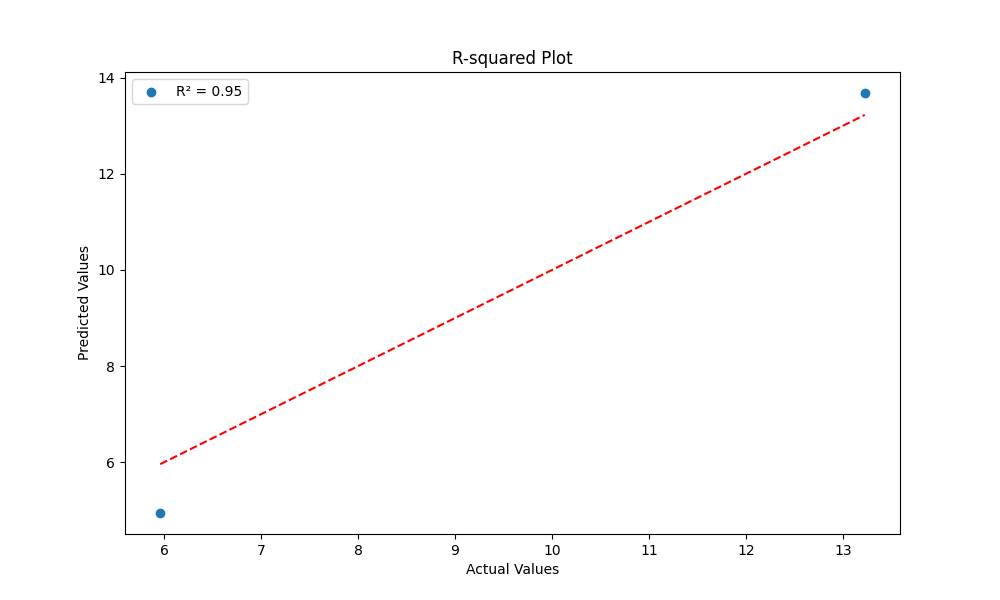 R-squared Plot
R² = 0.95
14
12
10
8
6
Predicted Values
6 7 8 9 10 11 12 13
Actual Values